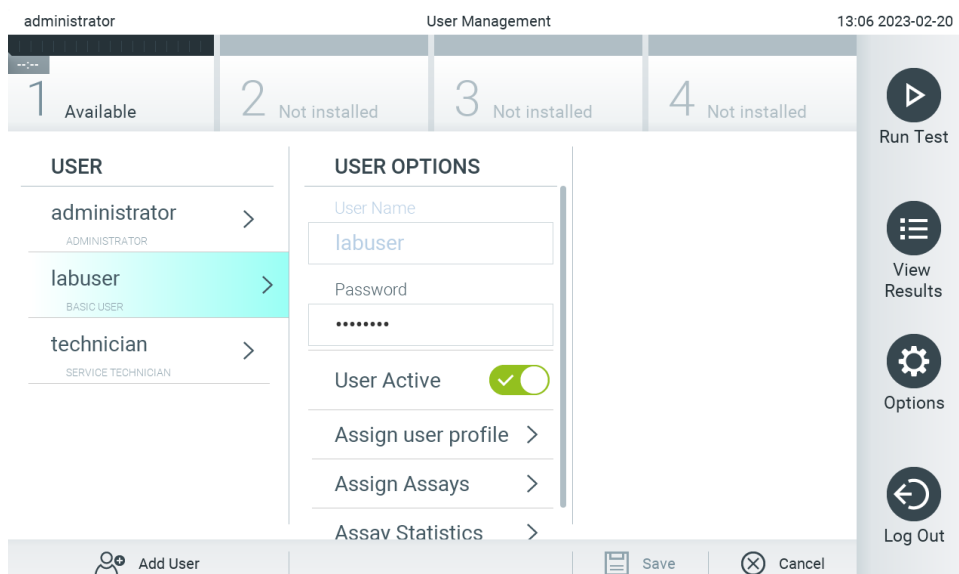 administrator User Management 13:06 2023-02-20
--:--
1 Available 2 Not installed 3 Not installed 4 Not installed
Run Test
USER
administrator
ADMINISTRATOR
labuser
BASIC USER
technician
SERVICE TECHNICIAN
USER OPTIONS
User Name
labuser
Password
••••••••
User Active
Assign user profile
Assign Assays
Assay Statistics
View
Results
Options
Log Out
Add User Save Cancel